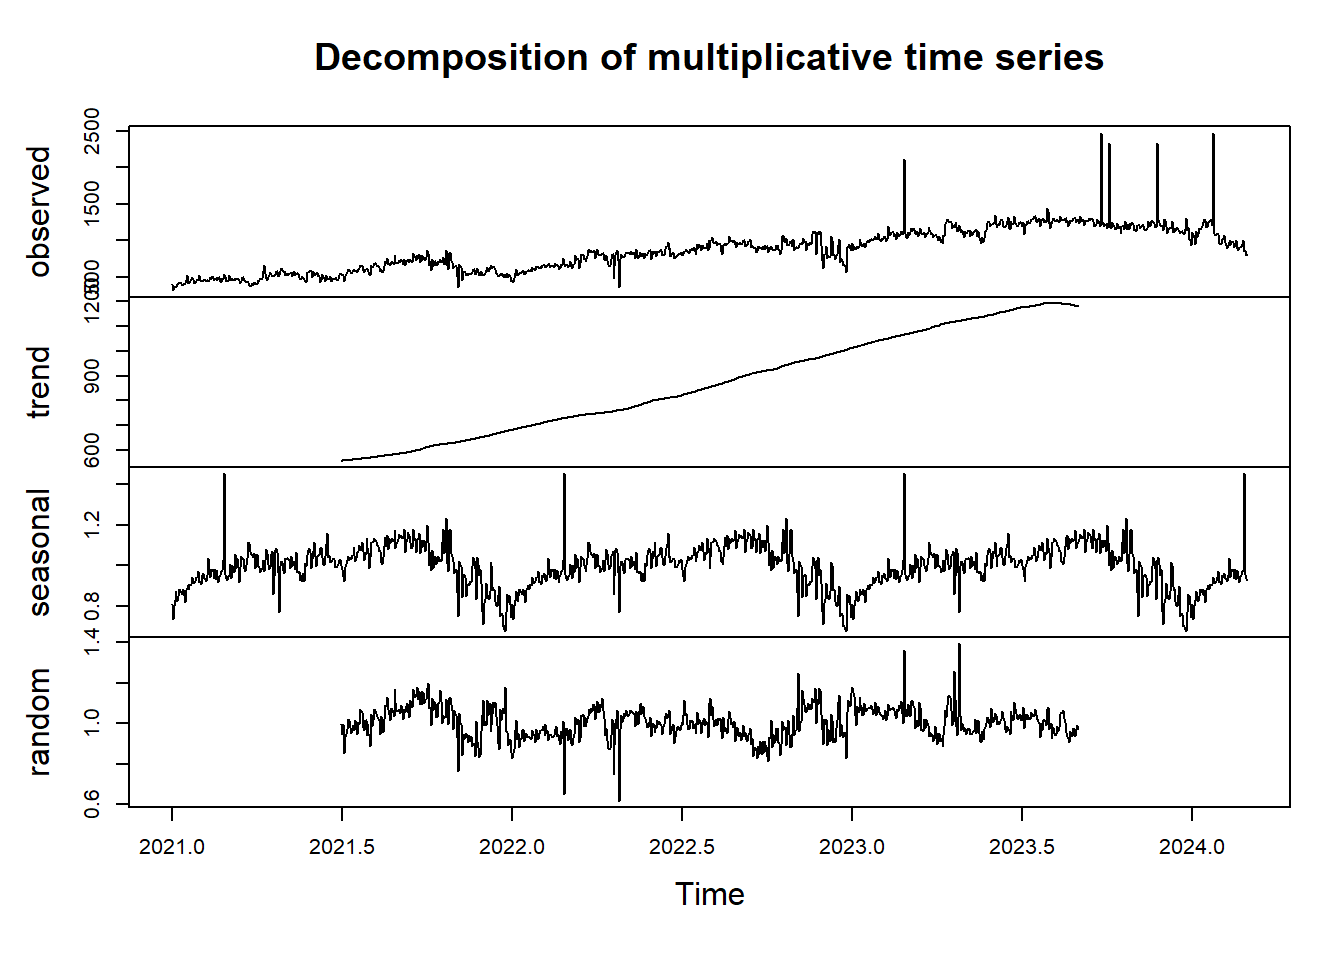 Decomposition of multiplicative time series
observed
500 1500 2500
trend
600 900 1200
seasonal
0.8 1.2
random
0.6 1.0 1.4
2021.0 2021.5 2022.0 2022.5 2023.0 2023.5 2024.0
Time